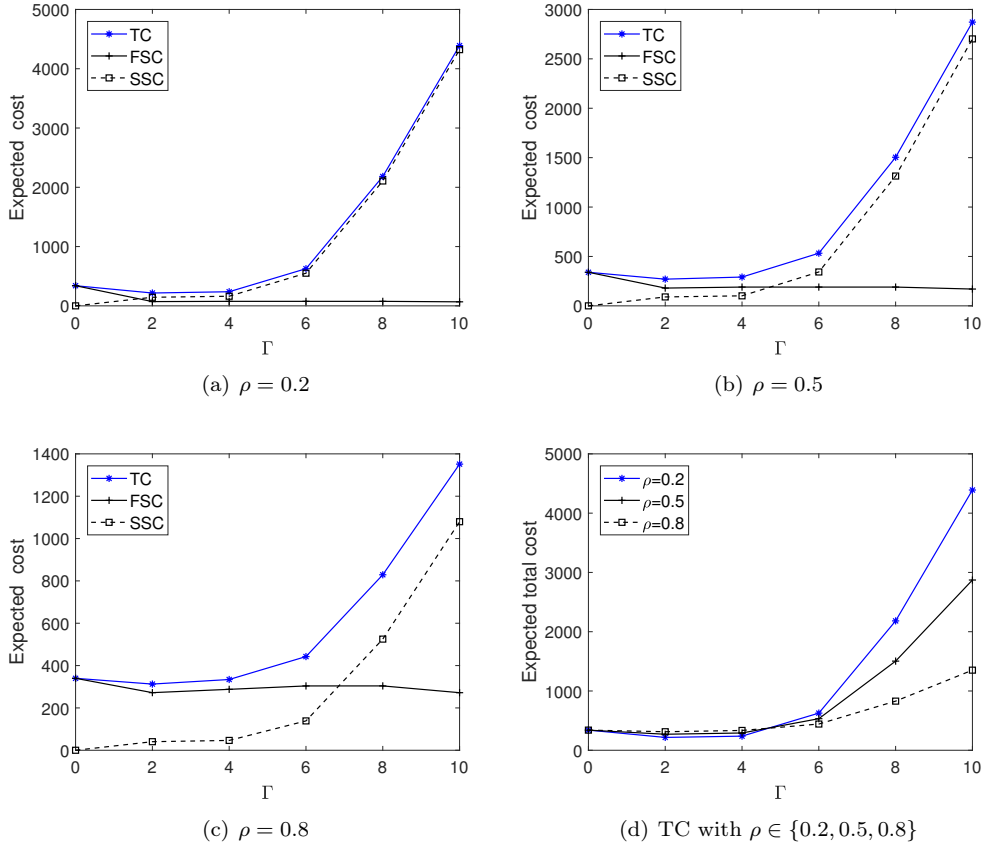 5000
4000
3000
2000
1000
0
Expected cost
TC
FSC
SSC
0 2 4 6 8 10
Γ
(a) ρ = 0.2
3000
2500
2000
1500
1000
500
0
Expected cost
TC
FSC
SSC
0 2 4 6 8 10
Γ
(b) ρ = 0.5
1400
1200
1000
800
600
400
200
0
Expected cost
TC
FSC
SSC
0 2 4 6 8 10
Γ
(c) ρ = 0.8
5000
4000
3000
2000
1000
0
Expected total cost
ρ=0.2
ρ=0.5
ρ=0.8
0 2 4 6 8 10
Γ
(d) TC with ρ ∈ {0.2, 0.5, 0.8}